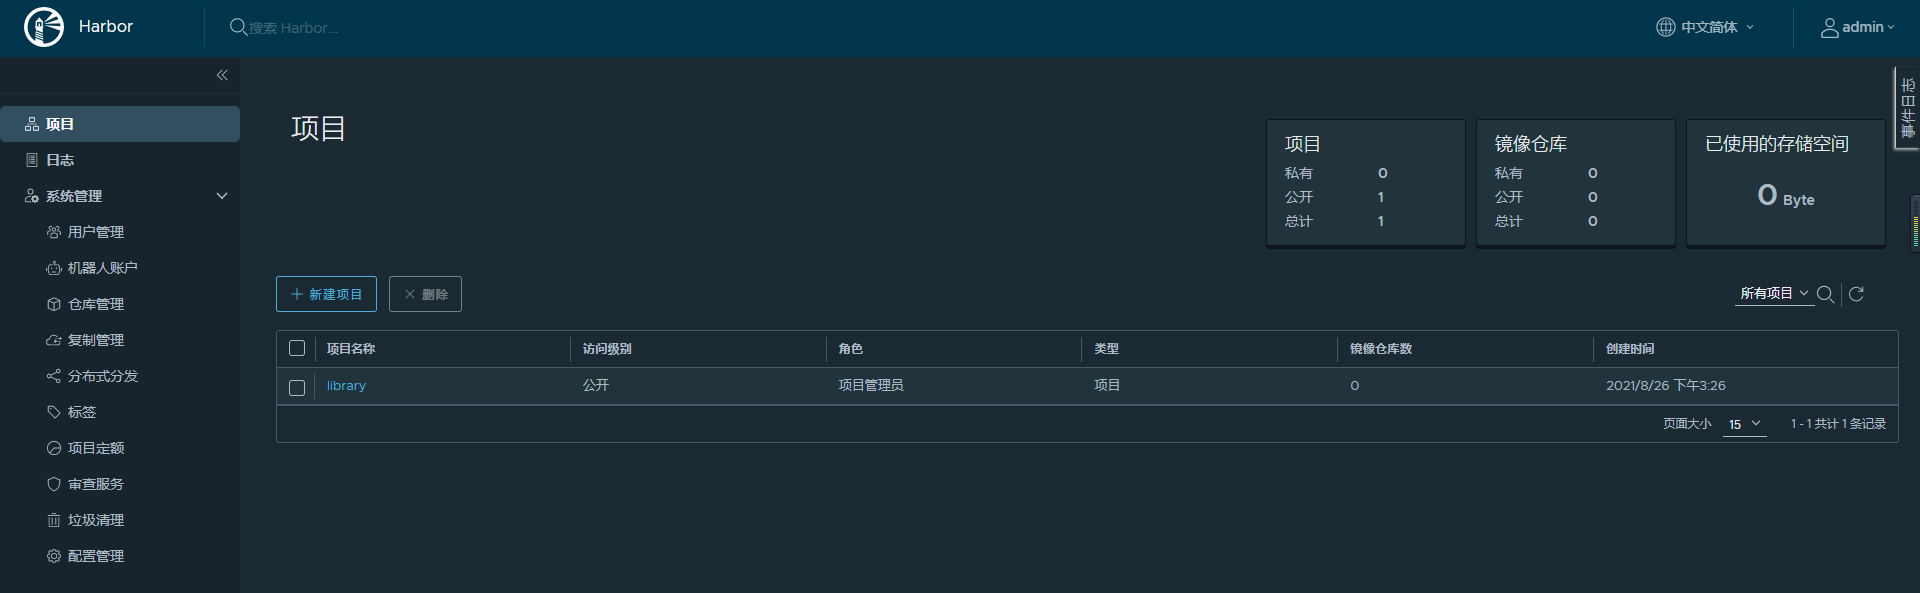 Harbor
搜索 Harbor...
中文简体
admin
事件日志
项目
日志
系统管理
用户管理
机器人账户
仓库管理
复制管理
分布式分发
标签
项目定额
审查服务
垃圾清理
配置管理
项目
项目
私有 0
公开 1
总计 1
镜像仓库
私有 0
公开 0
总计 0
已使用的存储空间
0 Byte
+ 新建项目
× 删除
所有项目
项目名称 访问级别 角色 类型 镜像仓库数 创建时间
library 公开 项目管理员 项目 0 2021/8/26 下午3:26
页面大小 15 1 - 1 共计 1 条记录